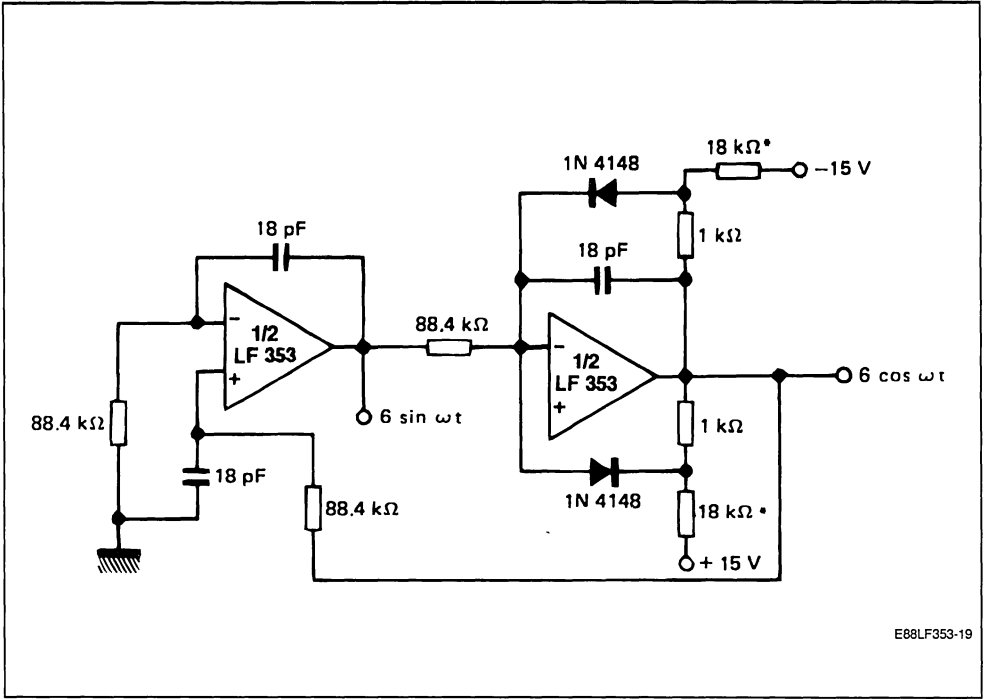 18 kΩ*
1N 4148
−15 V
18 pF
18 pF
1 kΩ
88.4 kΩ
−
1/2
LF 353
+
−
1/2
LF 353
+
6 cos ωt
6 sin ωt
88.4 kΩ
1 kΩ
18 pF
1N 4148
88.4 kΩ
18 kΩ*
+ 15 V
E88LF353-19